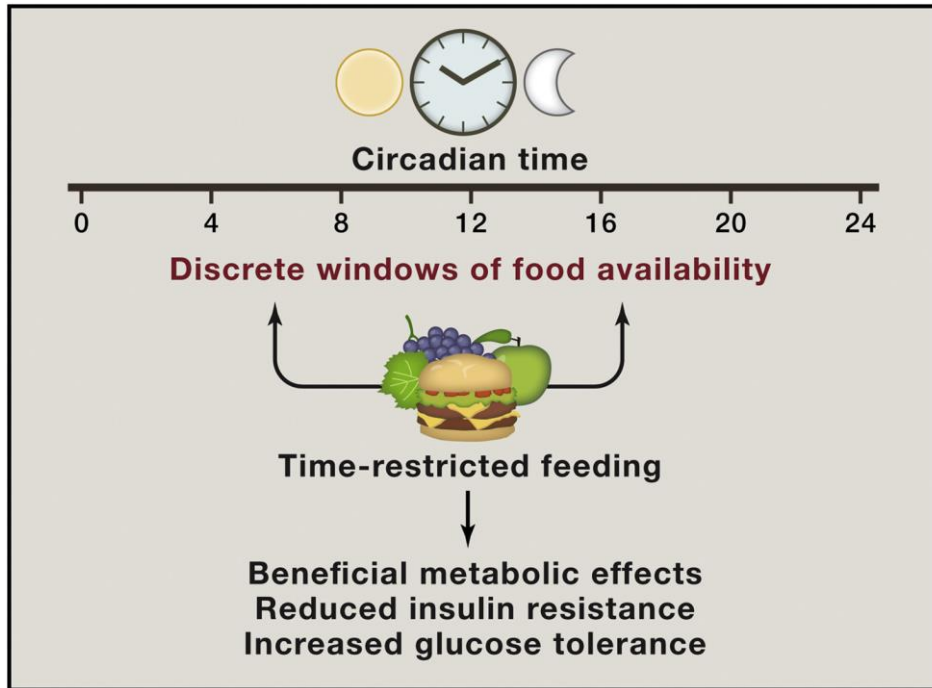 Circadian time
0 4 8 12 16 20 24
Discrete windows of food availability
Time-restricted feeding
Beneficial metabolic effects
Reduced insulin resistance
Increased glucose tolerance